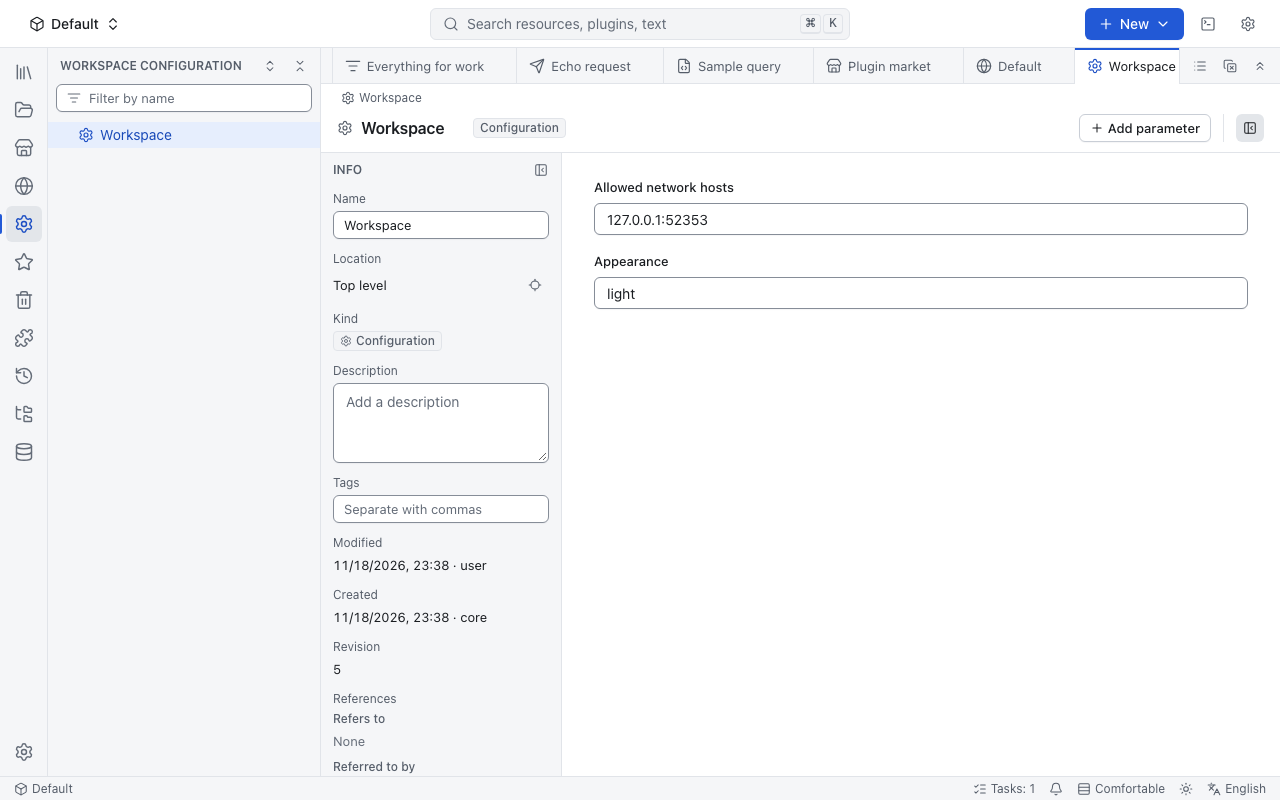 Default
Search resources, plugins, text
⌘ K
New
WORKSPACE CONFIGURATION
Filter by name
Workspace
Everything for work
Echo request
Sample query
Plugin market
Default
Workspace
Workspace
Workspace
Configuration
Add parameter
INFO
Name
Workspace
Location
Top level
Kind
Configuration
Description
Add a description
Tags
Separate with commas
Modified
11/18/2026, 23:38 · user
Created
11/18/2026, 23:38 · core
Revision
5
References
Refers to
None
Referred to by
Allowed network hosts
127.0.0.1:52353
Appearance
light
Default
Tasks: 1
Comfortable
English